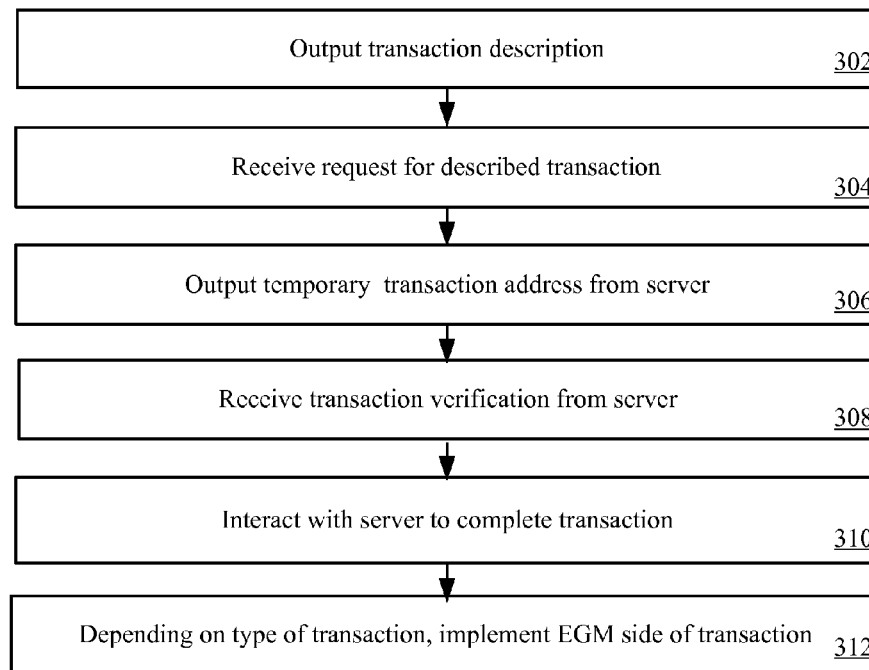 Output transaction description
302
Receive request for described transaction
304
Output temporary transaction address from server
306
Receive transaction verification from server
308
Interact with server to complete transaction
310
Depending on type of transaction, implement EGM side of transaction
312